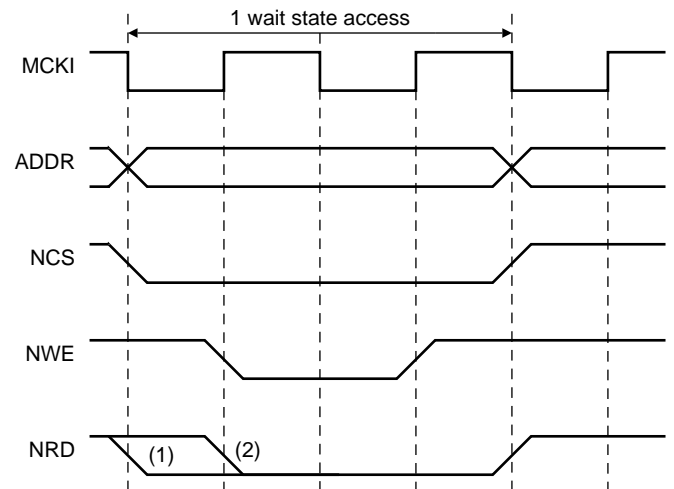 1 wait state access
MCKI
ADDR
NCS
NWE
NRD
(1)
(2)